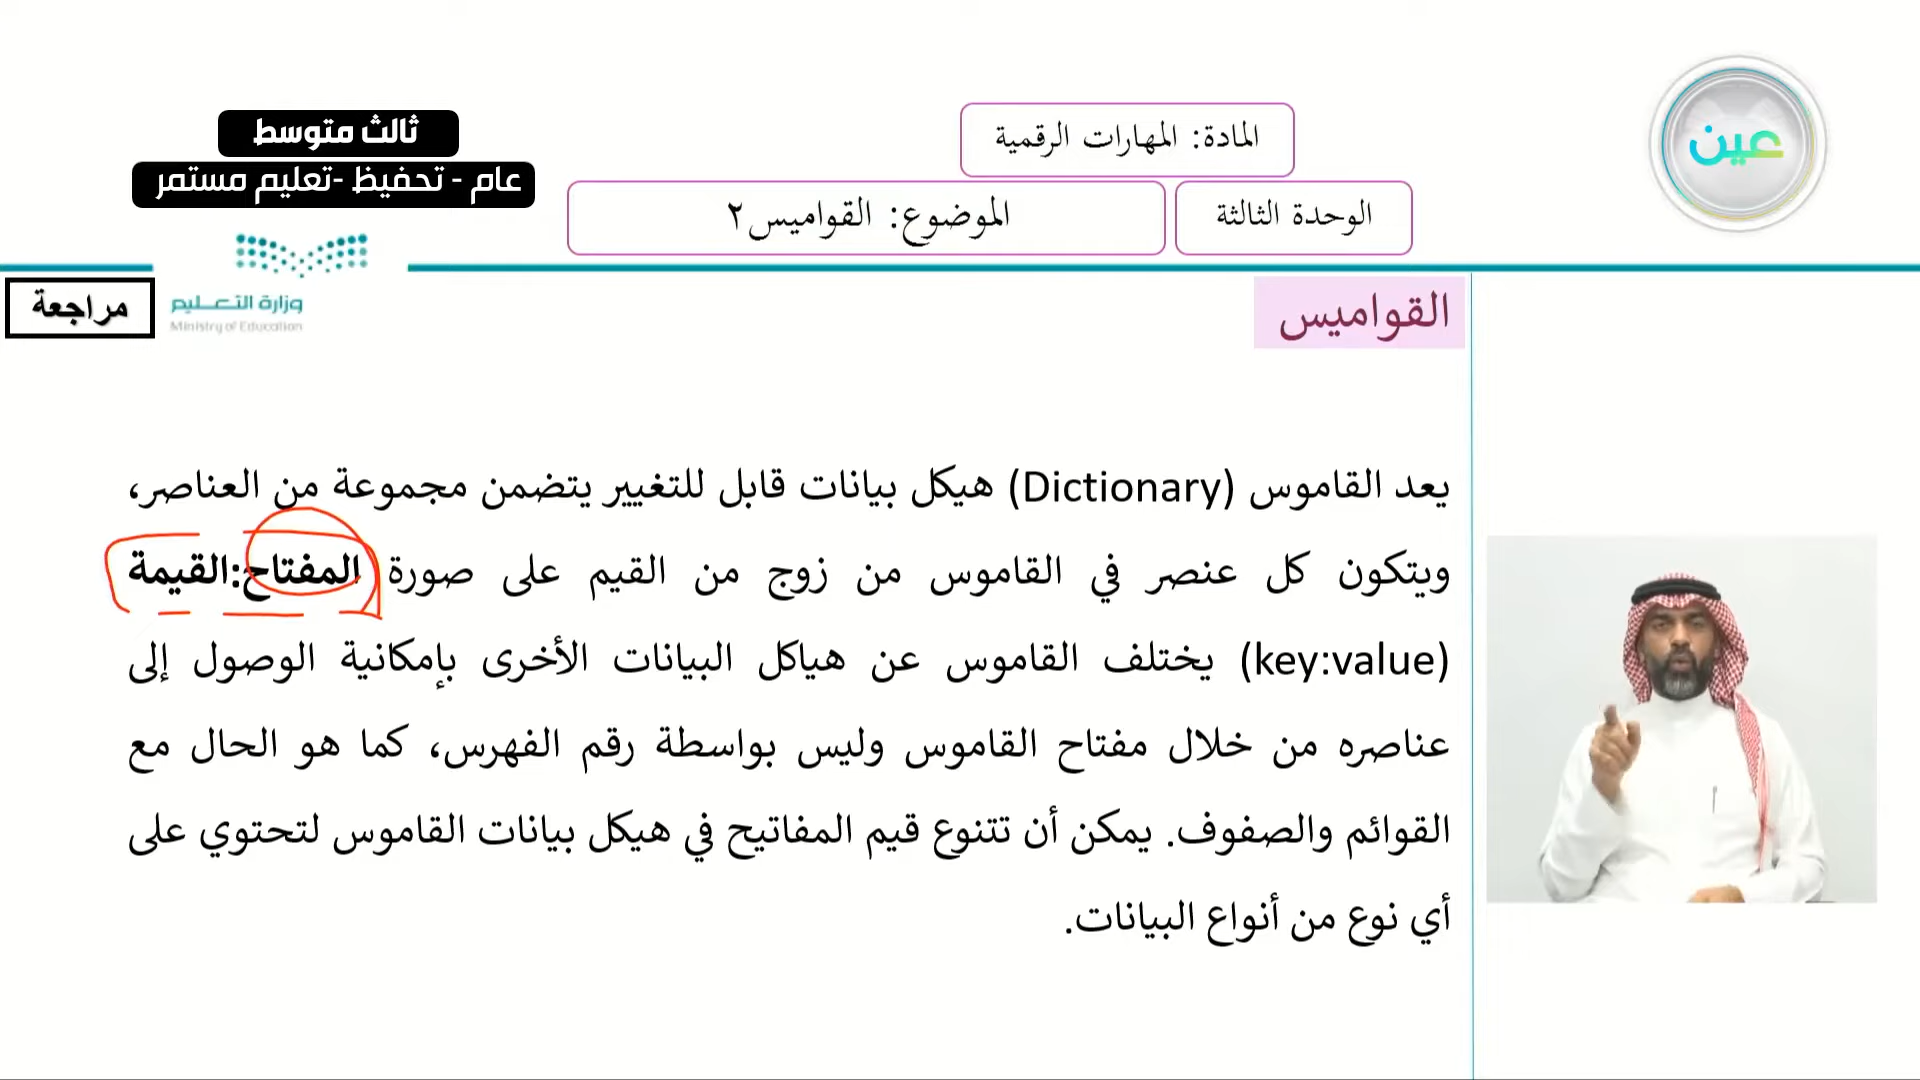 عين
المادة: المهارات الرقمية
الوحدة الثالثة
الموضوع: القواميس٢
ثالث متوسط
عام - تحفيظ -تعليم مستمر
وزارة التعليم
Ministry of Education
مراجعة
القواميس
يعد القاموس (Dictionary) هيكل بيانات قابل للتغيير يتضمن مجموعة من العناصر،
ويتكون كل عنصر في القاموس من زوج من القيم على صورة المفتاح:القيمة
(key:value) يختلف القاموس عن هياكل البيانات الأخرى بإمكانية الوصول إلى
عناصره من خلال مفتاح القاموس وليس بواسطة رقم الفهرس، كما هو الحال مع
القوائم والصفوف. يمكن أن تتنوع قيم المفاتيح في هيكل بيانات القاموس لتحتوي على
أي نوع من أنواع البيانات.